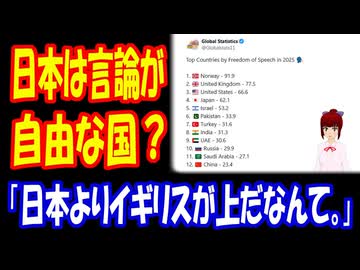 日本は言論が
自由な国？
Global Statistics
@Globalstats11
Top Countries by Freedom of Speech in 2025
1. Norway - 91.9
2. United Kingdom - 77.5
3. United States - 66.6
4. Japan - 62.1
5. Israel - 53.2
6. Pakistan - 33.9
7. Turkey - 31.6
8. India - 31.3
9. UAE - 30.6
10. Russia - 29.9
11. Saudi Arabia - 27.1
12. China - 23.4
「日本よりイギリスが上だなんて。」